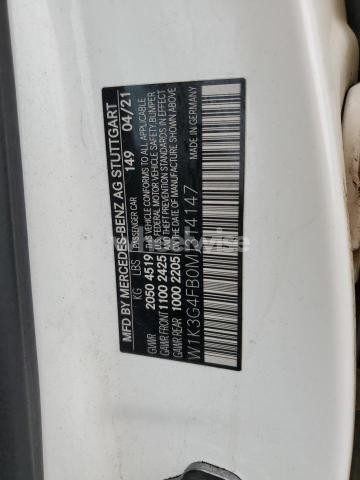 MFD BY MERCEDES-BENZ AG STUTTGART
PASSENGER CAR 149 04/21
KG LBS THIS VEHICLE CONFORMS TO ALL APPLICABLE
GVWR 2050 4519 U.S. FEDERAL MOTOR VEHICLE SAFETY, BUMPER
GAWR FRONT 1100 2425 AND THEFT PREVENTION STANDARDS IN EFFECT
GAWR REAR 1000 2205 ON THE DATE OF MANUFACTURE SHOWN ABOVE
MADE IN GERMANY